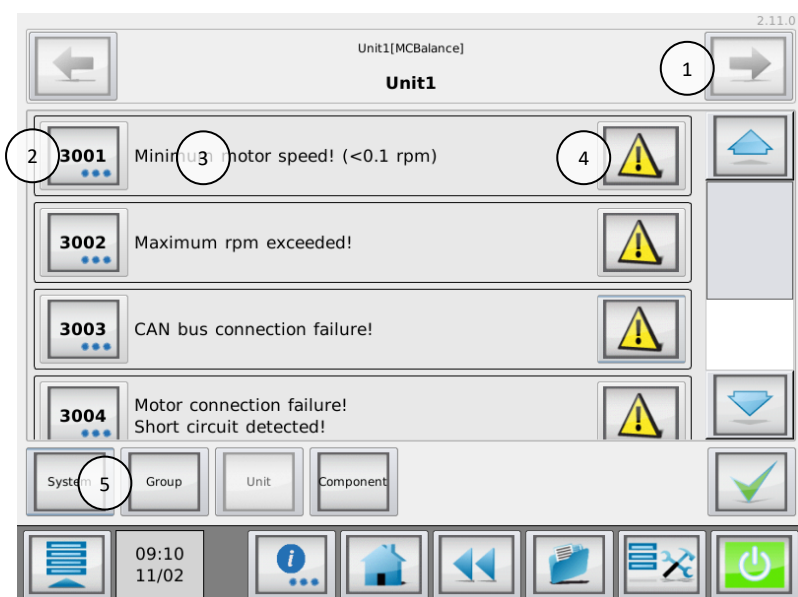 2.11.0
Unit1[MCBalance]
Unit1
1
2
3001
Minimum motor speed! (<0.1 rpm)
3
4
3002
Maximum rpm exceeded!
3003
CAN bus connection failure!
3004
Motor connection failure!
Short circuit detected!
System
5
Group
Unit
Component
09:10
11/02
i